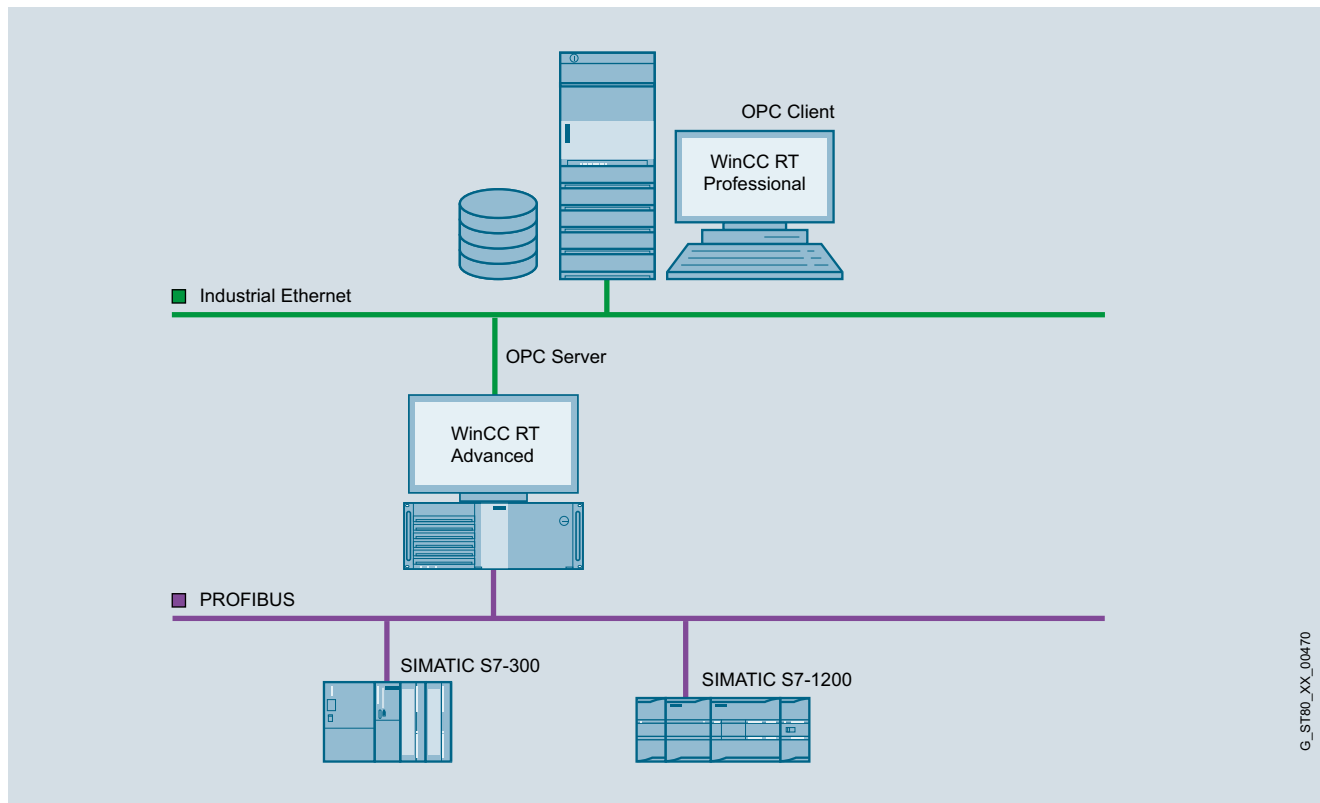 OPC Client
WinCC RT
Professional
Industrial Ethernet
OPC Server
WinCC RT
Advanced
PROFIBUS
SIMATIC S7-300
SIMATIC S7-1200
G_ST80_XX_00470